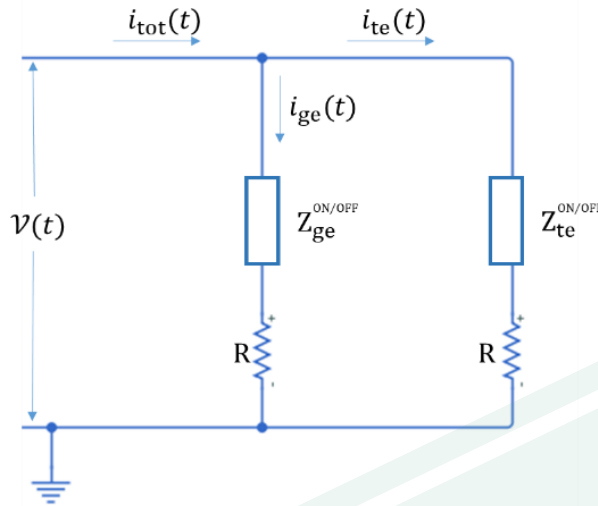 i_tot(t)
i_te(t)
i_ge(t)
𝒱(t)
Z_ge^ON/OFF
Z_te^ON/OFF
R
R
+
+
-
-